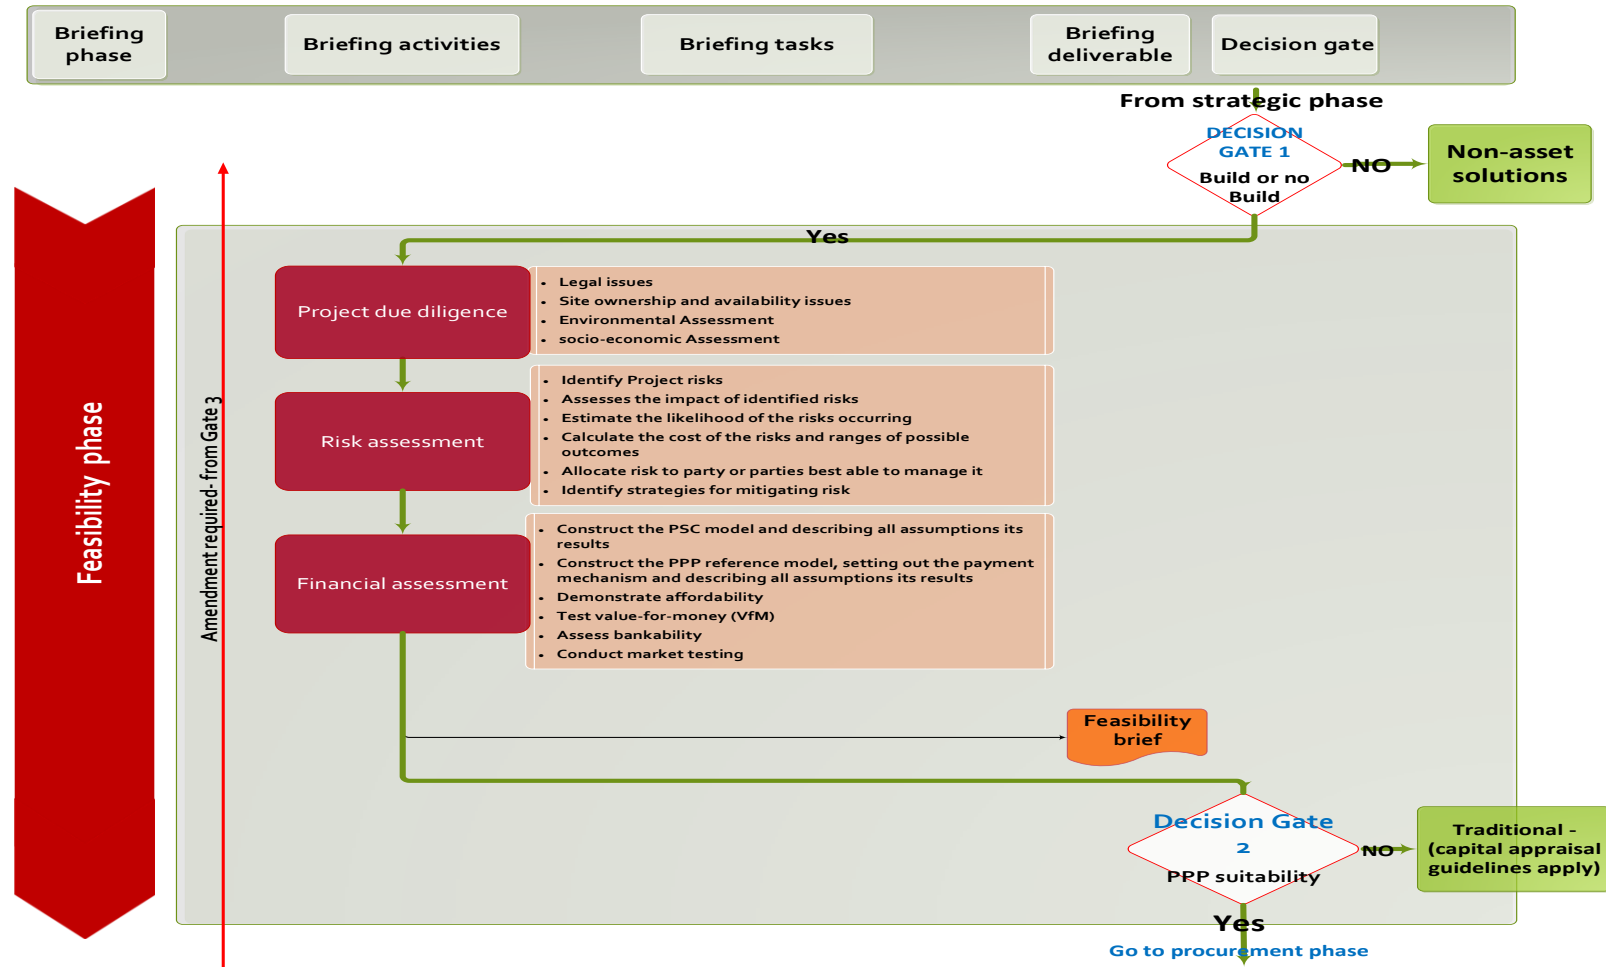 Briefing
phase
Briefing activities
Briefing tasks
Briefing
deliverable
Decision gate
From strategic phase
DECISION
GATE 1
Build or no
Build
NO
Non-asset
solutions
Yes
Feasibility phase
Amendment required- from Gate 3
Project due diligence
• Legal issues
• Site ownership and availability issues
• Environmental Assessment
• socio-economic Assessment
Risk assessment
• Identify Project risks
• Assesses the impact of identified risks
• Estimate the likelihood of the risks occurring
• Calculate the cost of the risks and ranges of possible
outcomes
• Allocate risk to party or parties best able to manage it
• Identify strategies for mitigating risk
Financial assessment
• Construct the PSC model and describing all assumptions its
results
• Construct the PPP reference model, setting out the payment
mechanism and describing all assumptions its results
• Demonstrate affordability
• Test value-for-money (VfM)
• Assess bankability
• Conduct market testing
Feasibility
brief
Decision Gate
2
PPP suitability
NO
Traditional -
(capital appraisal
guidelines apply)
Yes
Go to procurement phase